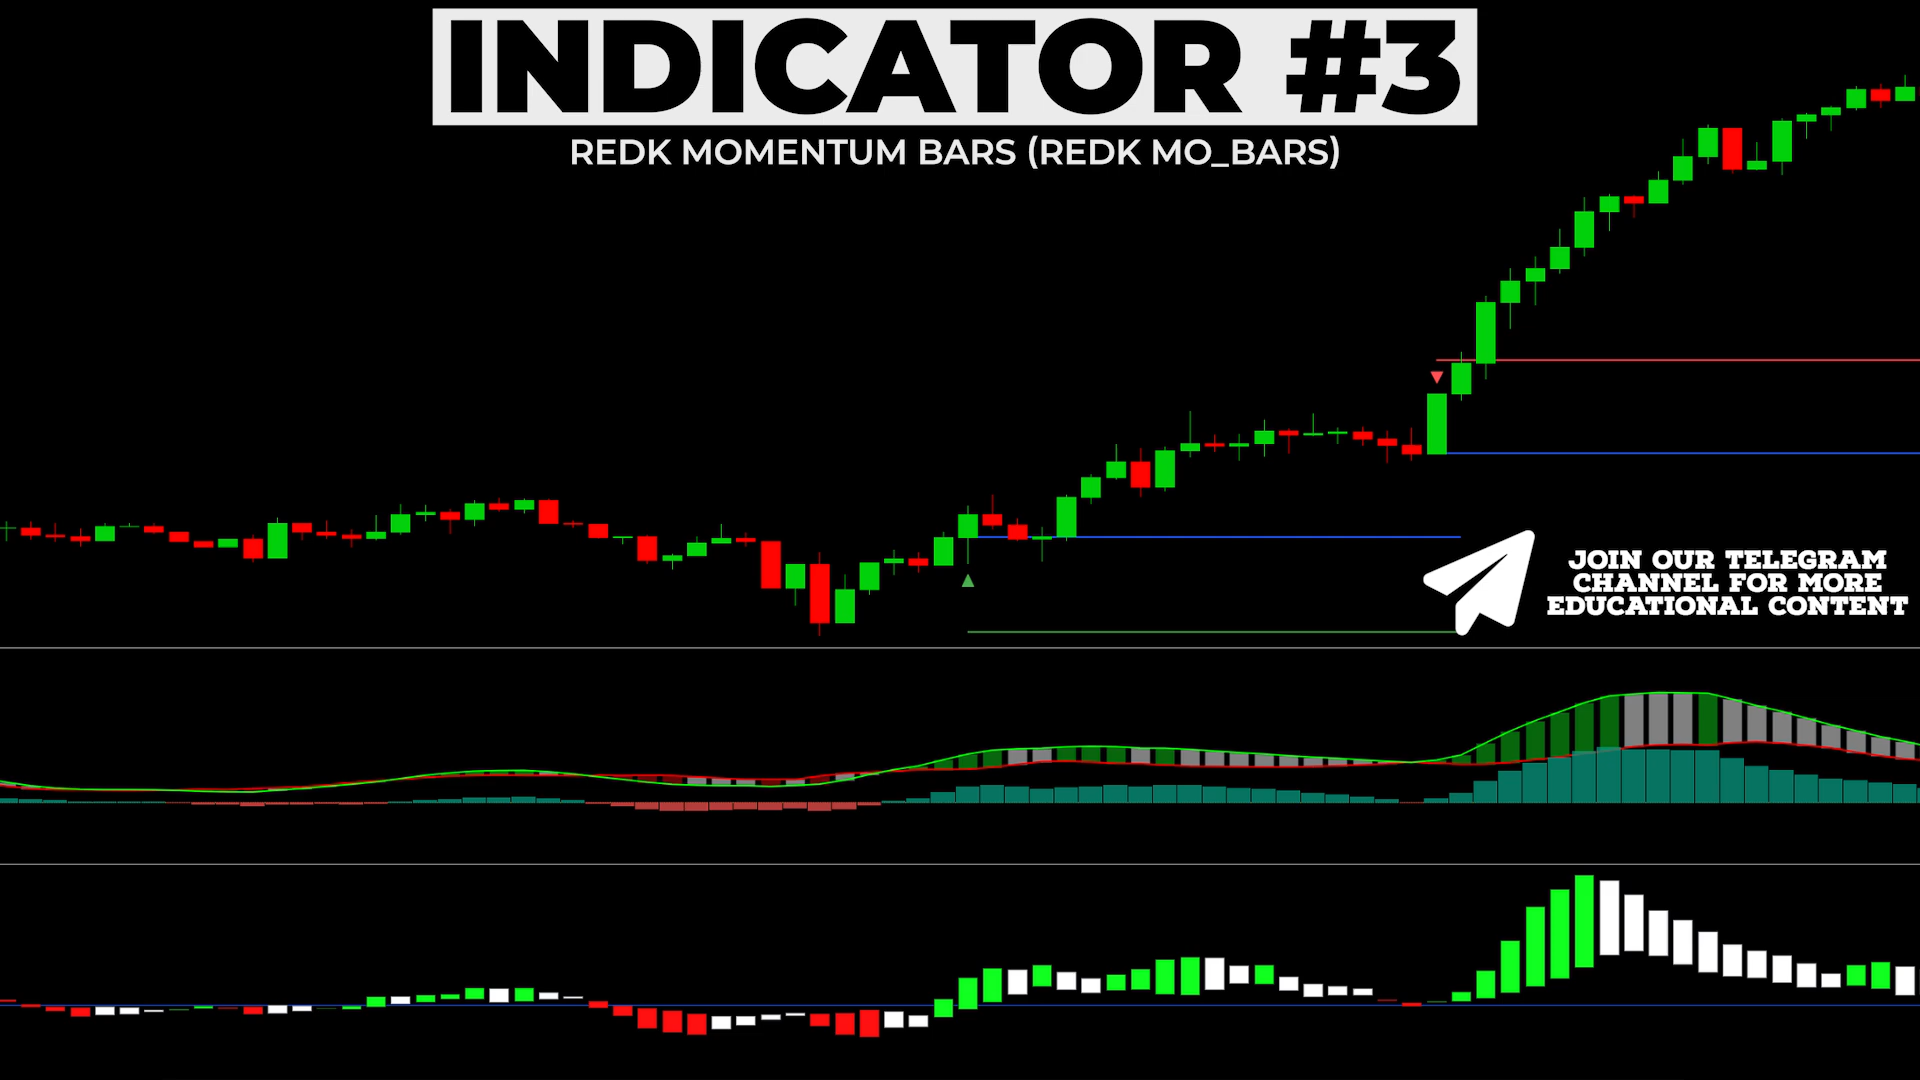 INDICATOR #3
REDK MOMENTUM BARS (REDK MO_BARS)
JOIN OUR TELEGRAM
CHANNEL FOR MORE
EDUCATIONAL CONTENT